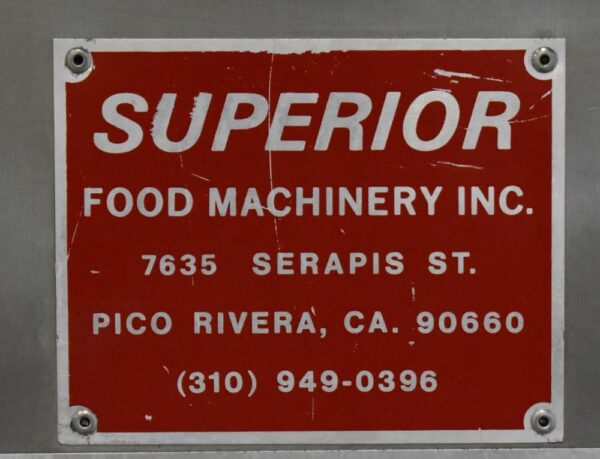 SUPERIOR
FOOD MACHINERY INC.
7635 SERAPIS ST.
PICO RIVERA, CA. 90660
(310) 949-0396